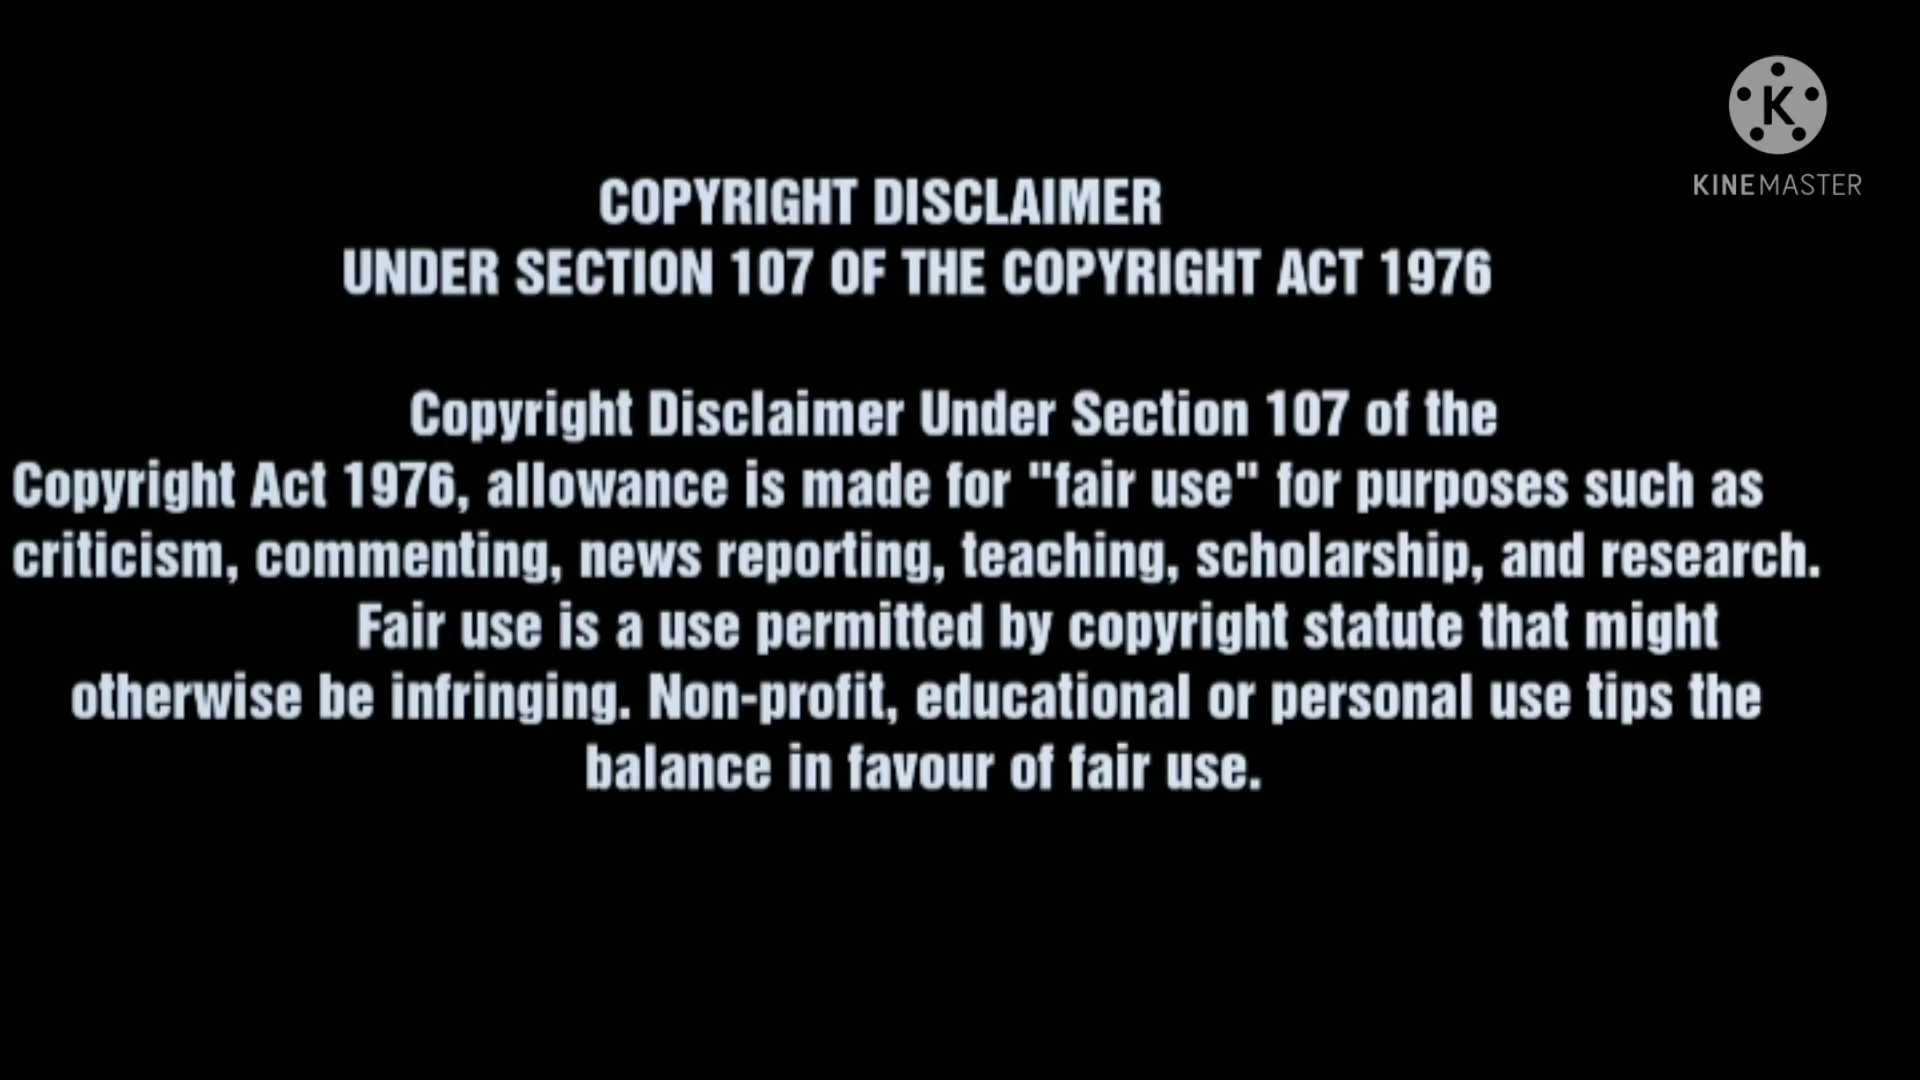 K
KINEMASTER
COPYRIGHT DISCLAIMER
UNDER SECTION 107 OF THE COPYRIGHT ACT 1976
Copyright Disclaimer Under Section 107 of the
Copyright Act 1976, allowance is made for "fair use" for purposes such as
criticism, commenting, news reporting, teaching, scholarship, and research.
Fair use is a use permitted by copyright statute that might
otherwise be infringing. Non-profit, educational or personal use tips the
balance in favour of fair use.